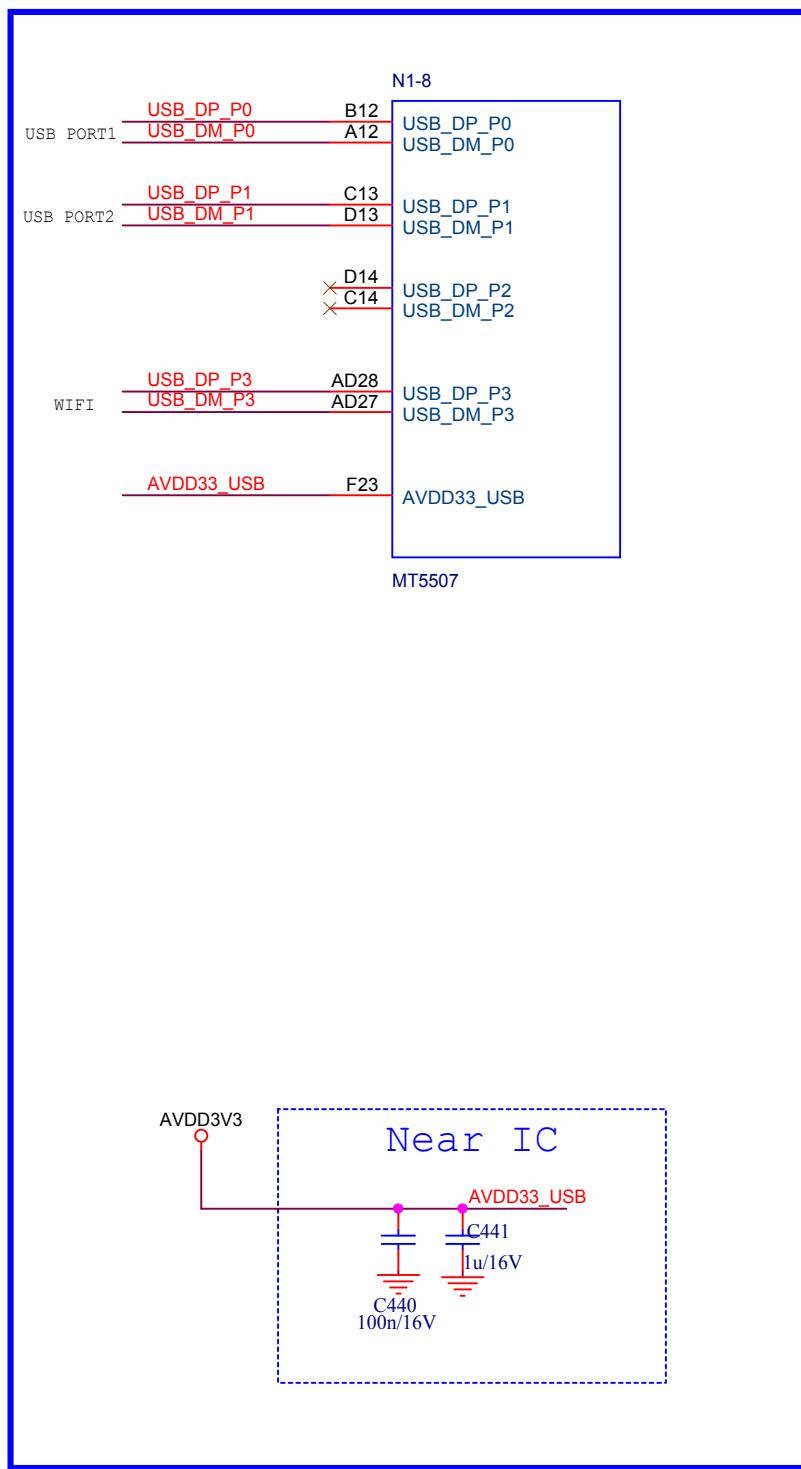 N1-8
USB PORT1
USB_DP_P0
B12
USB_DP_P0
USB_DM_P0
A12
USB_DM_P0
USB PORT2
USB_DP_P1
C13
USB_DP_P1
USB_DM_P1
D13
USB_DM_P1
D14
USB_DP_P2
C14
USB_DM_P2
WIFI
USB_DP_P3
AD28
USB_DP_P3
USB_DM_P3
AD27
USB_DM_P3
AVDD33_USB
F23
AVDD33_USB
MT5507
AVDD3V3
Near IC
AVDD33_USB
C441
1u/16V
C440
100n/16V